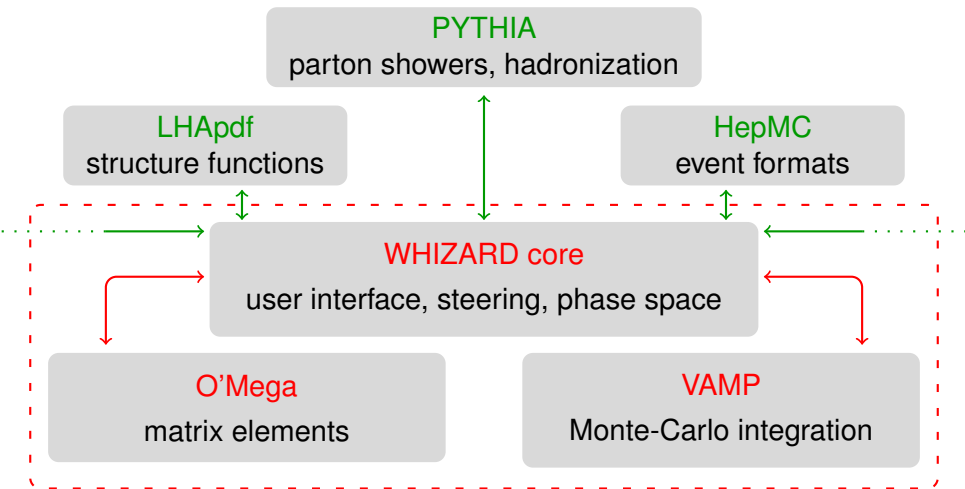 PYTHIA
parton showers, hadronization
LHApdf
structure functions
HepMC
event formats
WHIZARD core
user interface, steering, phase space
O'Mega
matrix elements
VAMP
Monte-Carlo integration